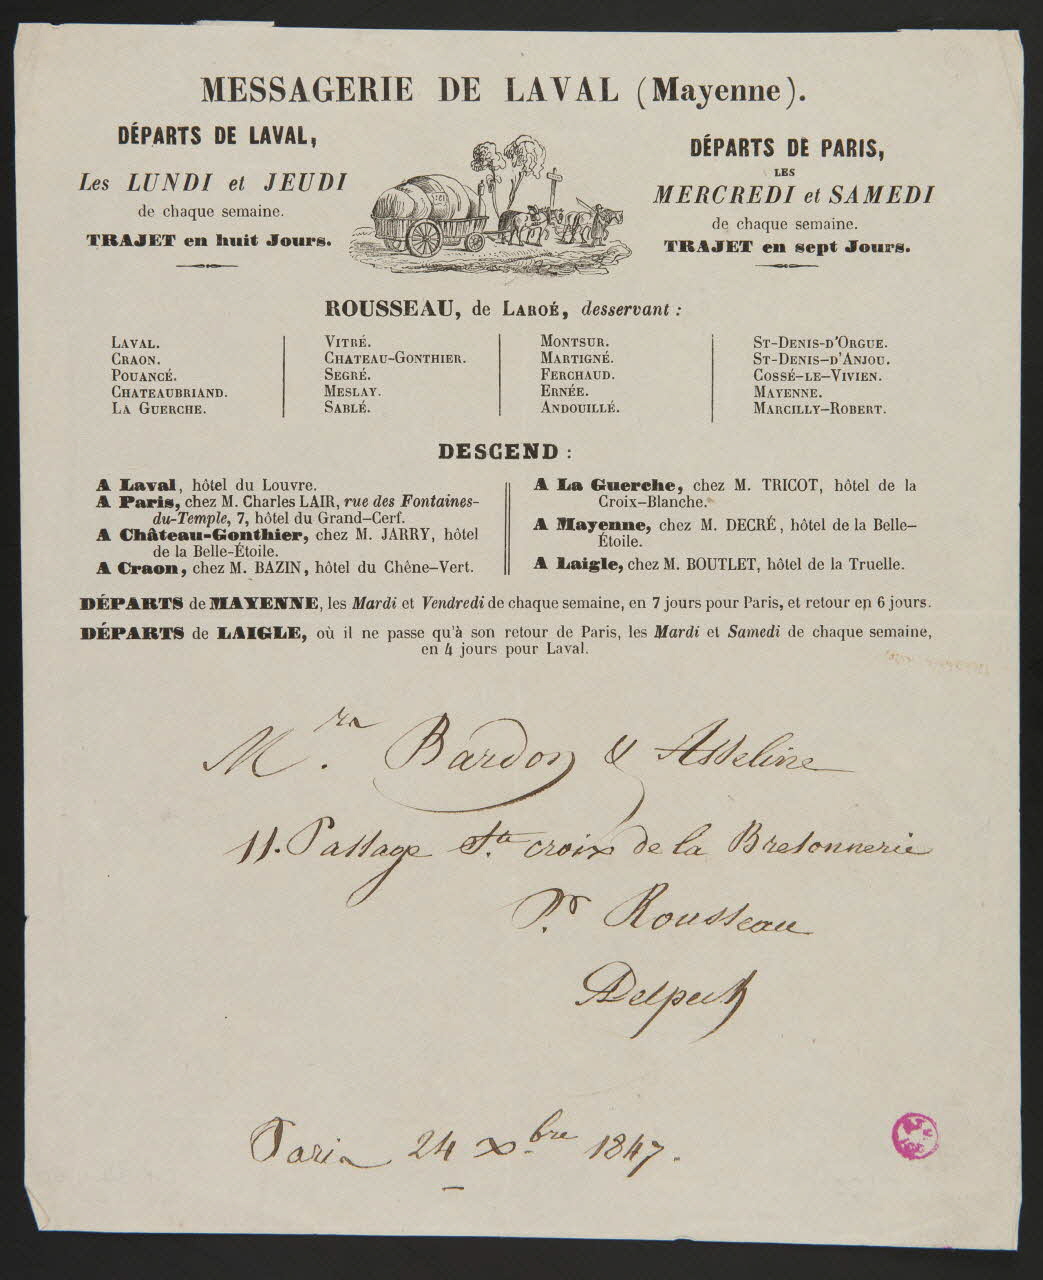 MESSAGERIE DE LAVAL (Mayenne).
DÉPARTS DE LAVAL,
Les LUNDI et JEUDI
de chaque semaine.
TRAJET en huit Jours.
DÉPARTS DE PARIS,
LES
MERCREDI et SAMEDI
de chaque semaine.
TRAJET en sept Jours.
ROUSSEAU, de LAROÉ, desservant :
LAVAL.
CRAON.
POUANCÉ.
CHATEAUBRIAND.
LA GUERCHE.
VITRÉ.
CHATEAU-GONTHIER.
SEGRÉ.
MESLAY.
SABLÉ.
MONTSUR.
MARTIGNÉ.
FERCHAUD.
ERNÉE.
ANDOUILLÉ.
ST-DENIS-D'ORGUE.
ST-DENIS-D'ANJOU.
COSSÉ-LE-VIVIEN.
MAYENNE.
MARCILLY-ROBERT.
DESCEND :
A Laval, hôtel du Louvre.
A Paris, chez M. Charles LAIR, rue des Fontaines-
du-Temple, 7, hôtel du Grand-Cerf.
A Château-Gonthier, chez M. JARRY, hôtel
de la Belle-Étoile.
A Craon, chez M. BAZIN, hôtel du Chêne-Vert.
A La Guerche, chez M. TRICOT, hôtel de la
Croix-Blanche.
A Mayenne, chez M. DECRÉ, hôtel de la Belle-
Étoile.
A Laigle, chez M. BOUTLET, hôtel de la Truelle.
DÉPARTS de MAYENNE, les Mardi et Vendredi de chaque semaine, en 7 jours pour Paris, et retour en 6 jours.
DÉPARTS de LAIGLE, où il ne passe qu'à son retour de Paris, les Mardi et Samedi de chaque semaine,
en 4 jours pour Laval.
Bardon & Asseline
11. Passage Ste croix de la Bretonnerie
Pr Rousseau
Delpech
Paris 24 Xbre 1847.